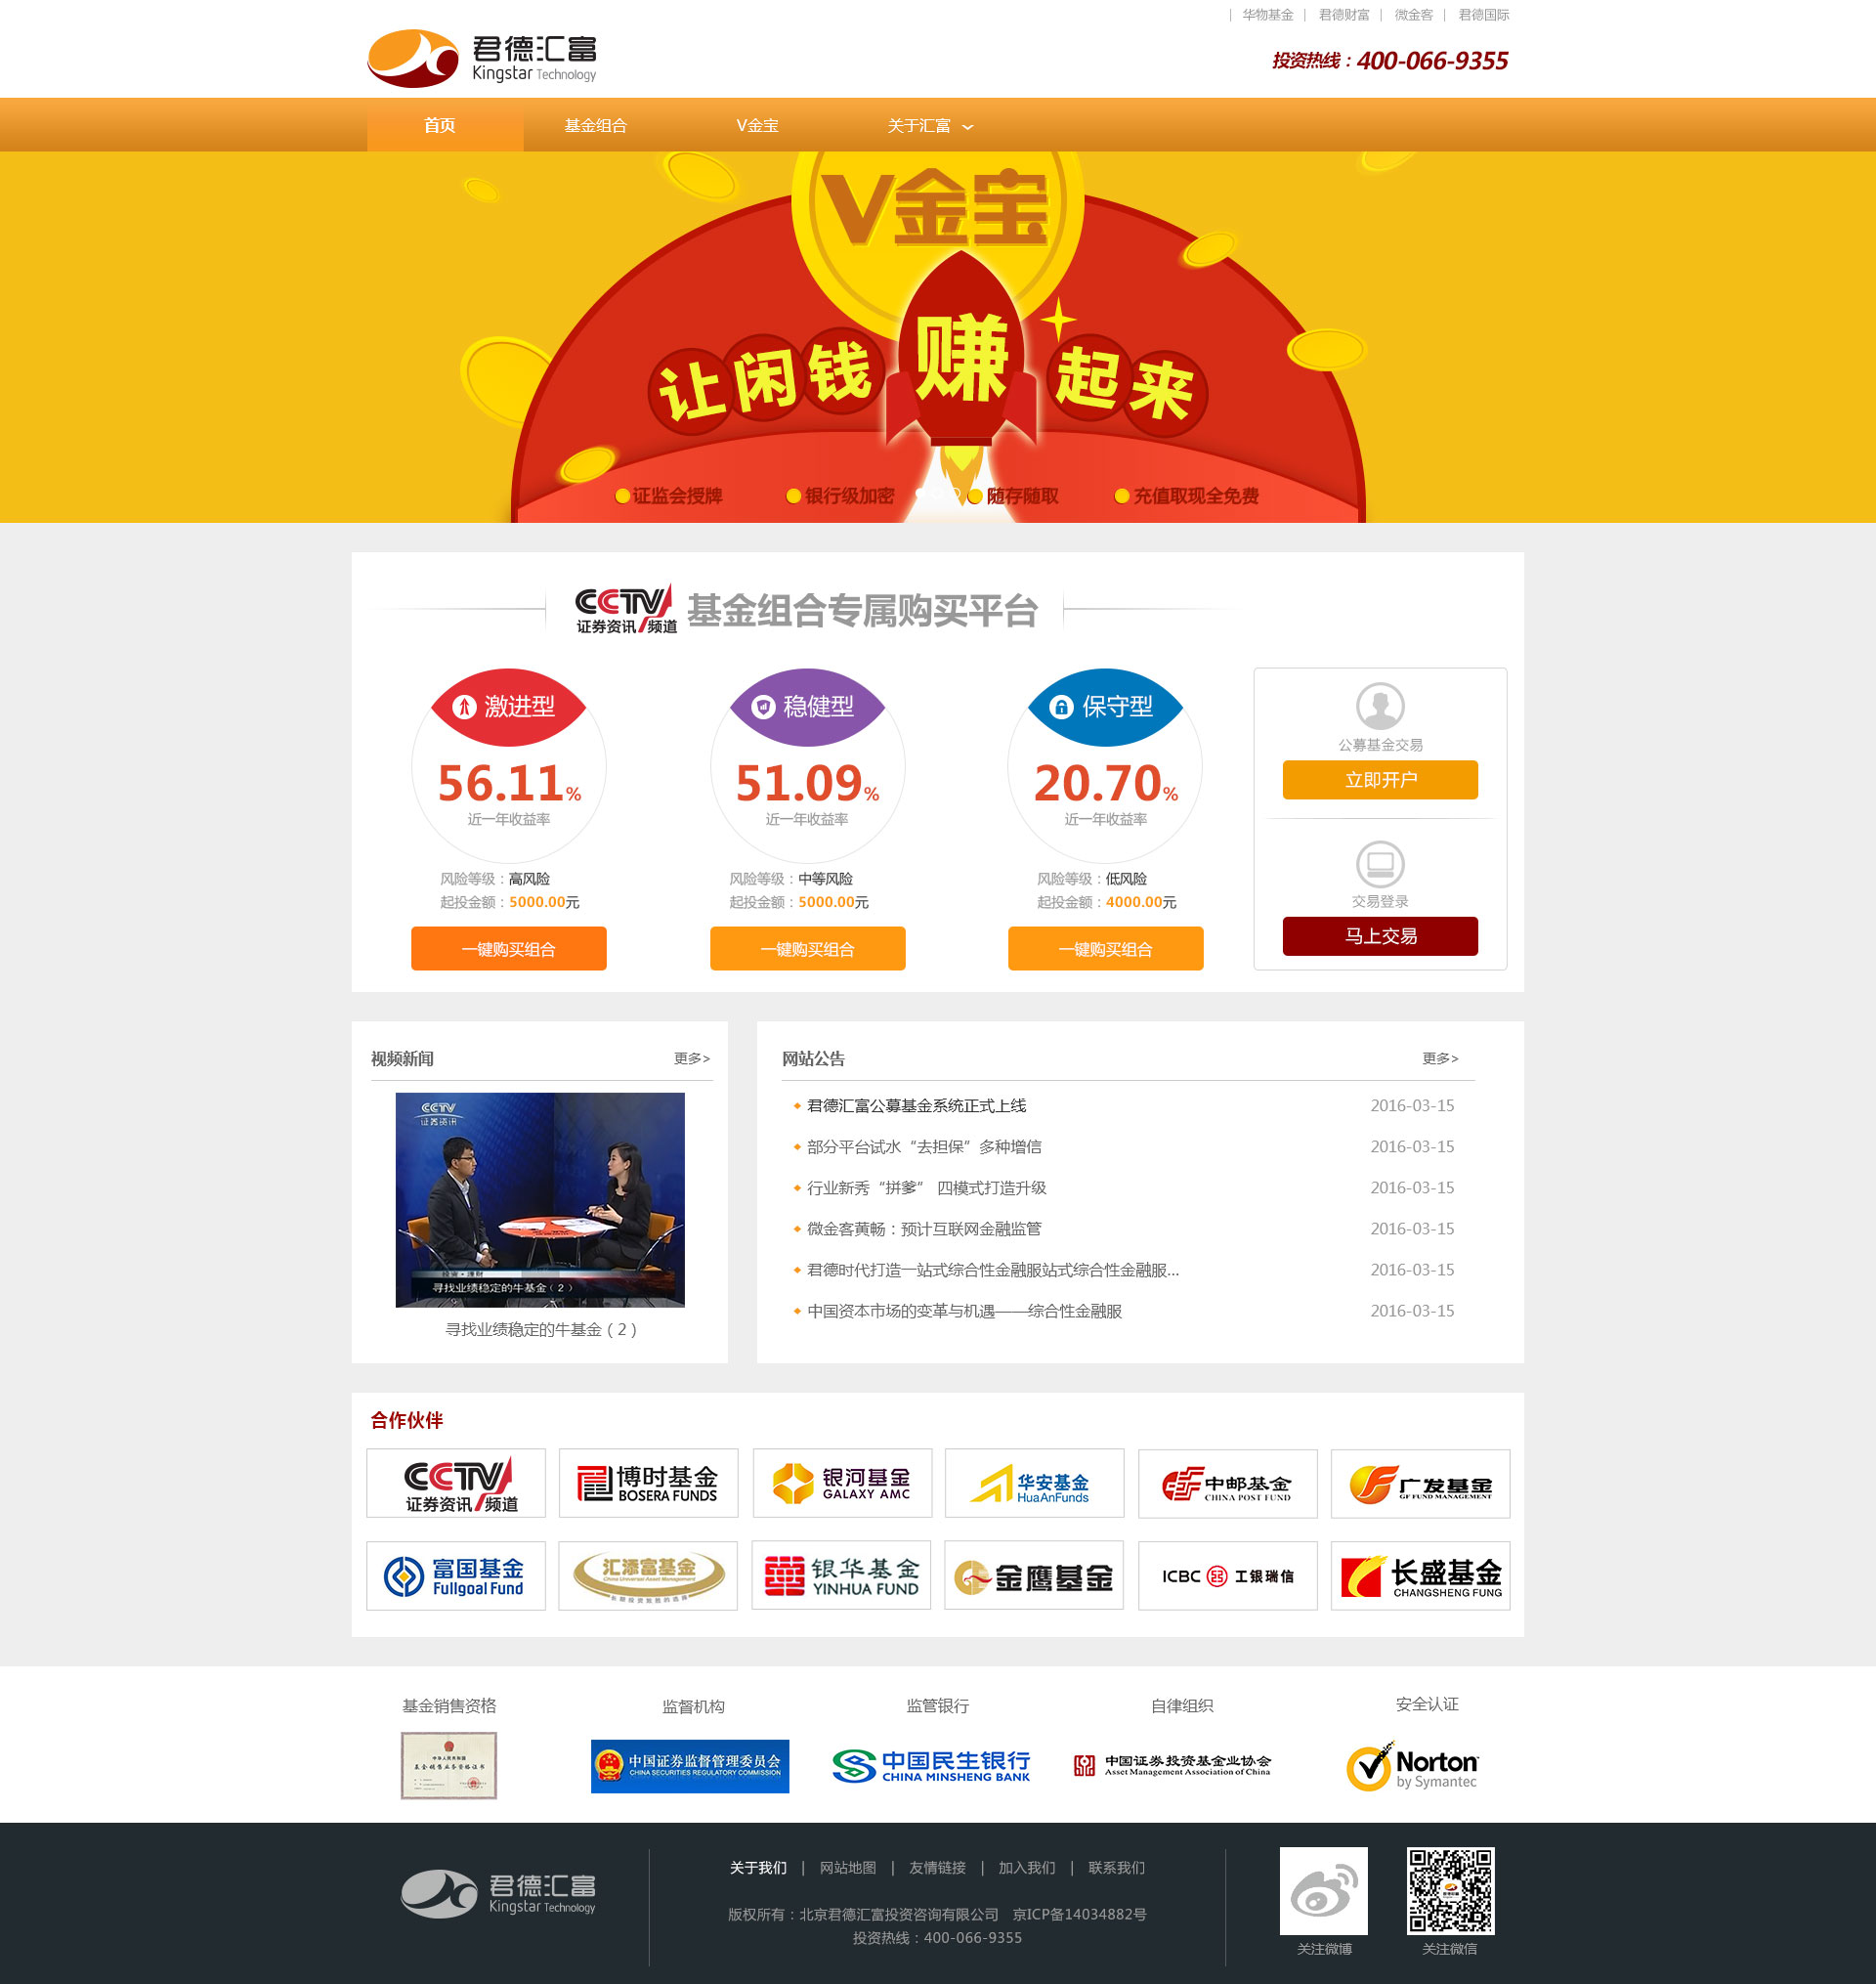 华物基金 | 君德财富 | 微金客 | 君德国际
君德汇富
Kingstar Technology
投资热线：400-066-9355
首页 基金组合 V金宝 关于汇富
V金宝
让闲钱赚起来
证监会授牌 银行级加密 随存随取 充值取现全免费
CCTV 证券资讯频道 基金组合专属购买平台
激进型
56.11%
近一年收益率
风险等级：高风险
起投金额：5000.00元
一键购买组合
稳健型
51.09%
近一年收益率
风险等级：中等风险
起投金额：5000.00元
一键购买组合
保守型
20.70%
近一年收益率
风险等级：低风险
起投金额：4000.00元
一键购买组合
公募基金交易
立即开户
交易登录
马上交易
视频新闻 更多>
CCTV
证券资讯
投资·理财
寻找业绩稳定的牛基金（2）
寻找业绩稳定的牛基金（2）
网站公告 更多>
君德汇富公募基金系统正式上线 2016-03-15
部分平台试水“去担保”多种增信 2016-03-15
行业新秀“拼爹” 四模式打造升级 2016-03-15
微金客黄畅：预计互联网金融监管 2016-03-15
君德时代打造一站式综合性金融服站式综合性金融服... 2016-03-15
中国资本市场的变革与机遇——综合性金融服 2016-03-15
合作伙伴
CCTV 证券资讯频道
博时基金 BOSERA FUNDS
银河基金 GALAXY AMC
华安基金 HuaAnFunds
中邮基金 CHINA POST FUND
广发基金 GF FUND MANAGEMENT
富国基金 Fullgoal Fund
汇添富基金 China Universal Asset Management
银华基金 YINHUA FUND
金鹰基金
ICBC 工银瑞信
长盛基金 CHANGSHENG FUNG
基金销售资格 监督机构 监管银行 自律组织 安全认证
中国证券监督管理委员会
CHINA SECURITIES REGULATORY COMMISSION
中国民生银行
CHINA MINSHENG BANK
中国证券投资基金业协会
Asset Management Association of China
Norton
by Symantec
君德汇富
Kingstar Technology
关于我们 | 网站地图 | 友情链接 | 加入我们 | 联系我们
版权所有：北京君德汇富投资咨询有限公司 京ICP备14034882号
投资热线：400-066-9355
关注微博 关注微信